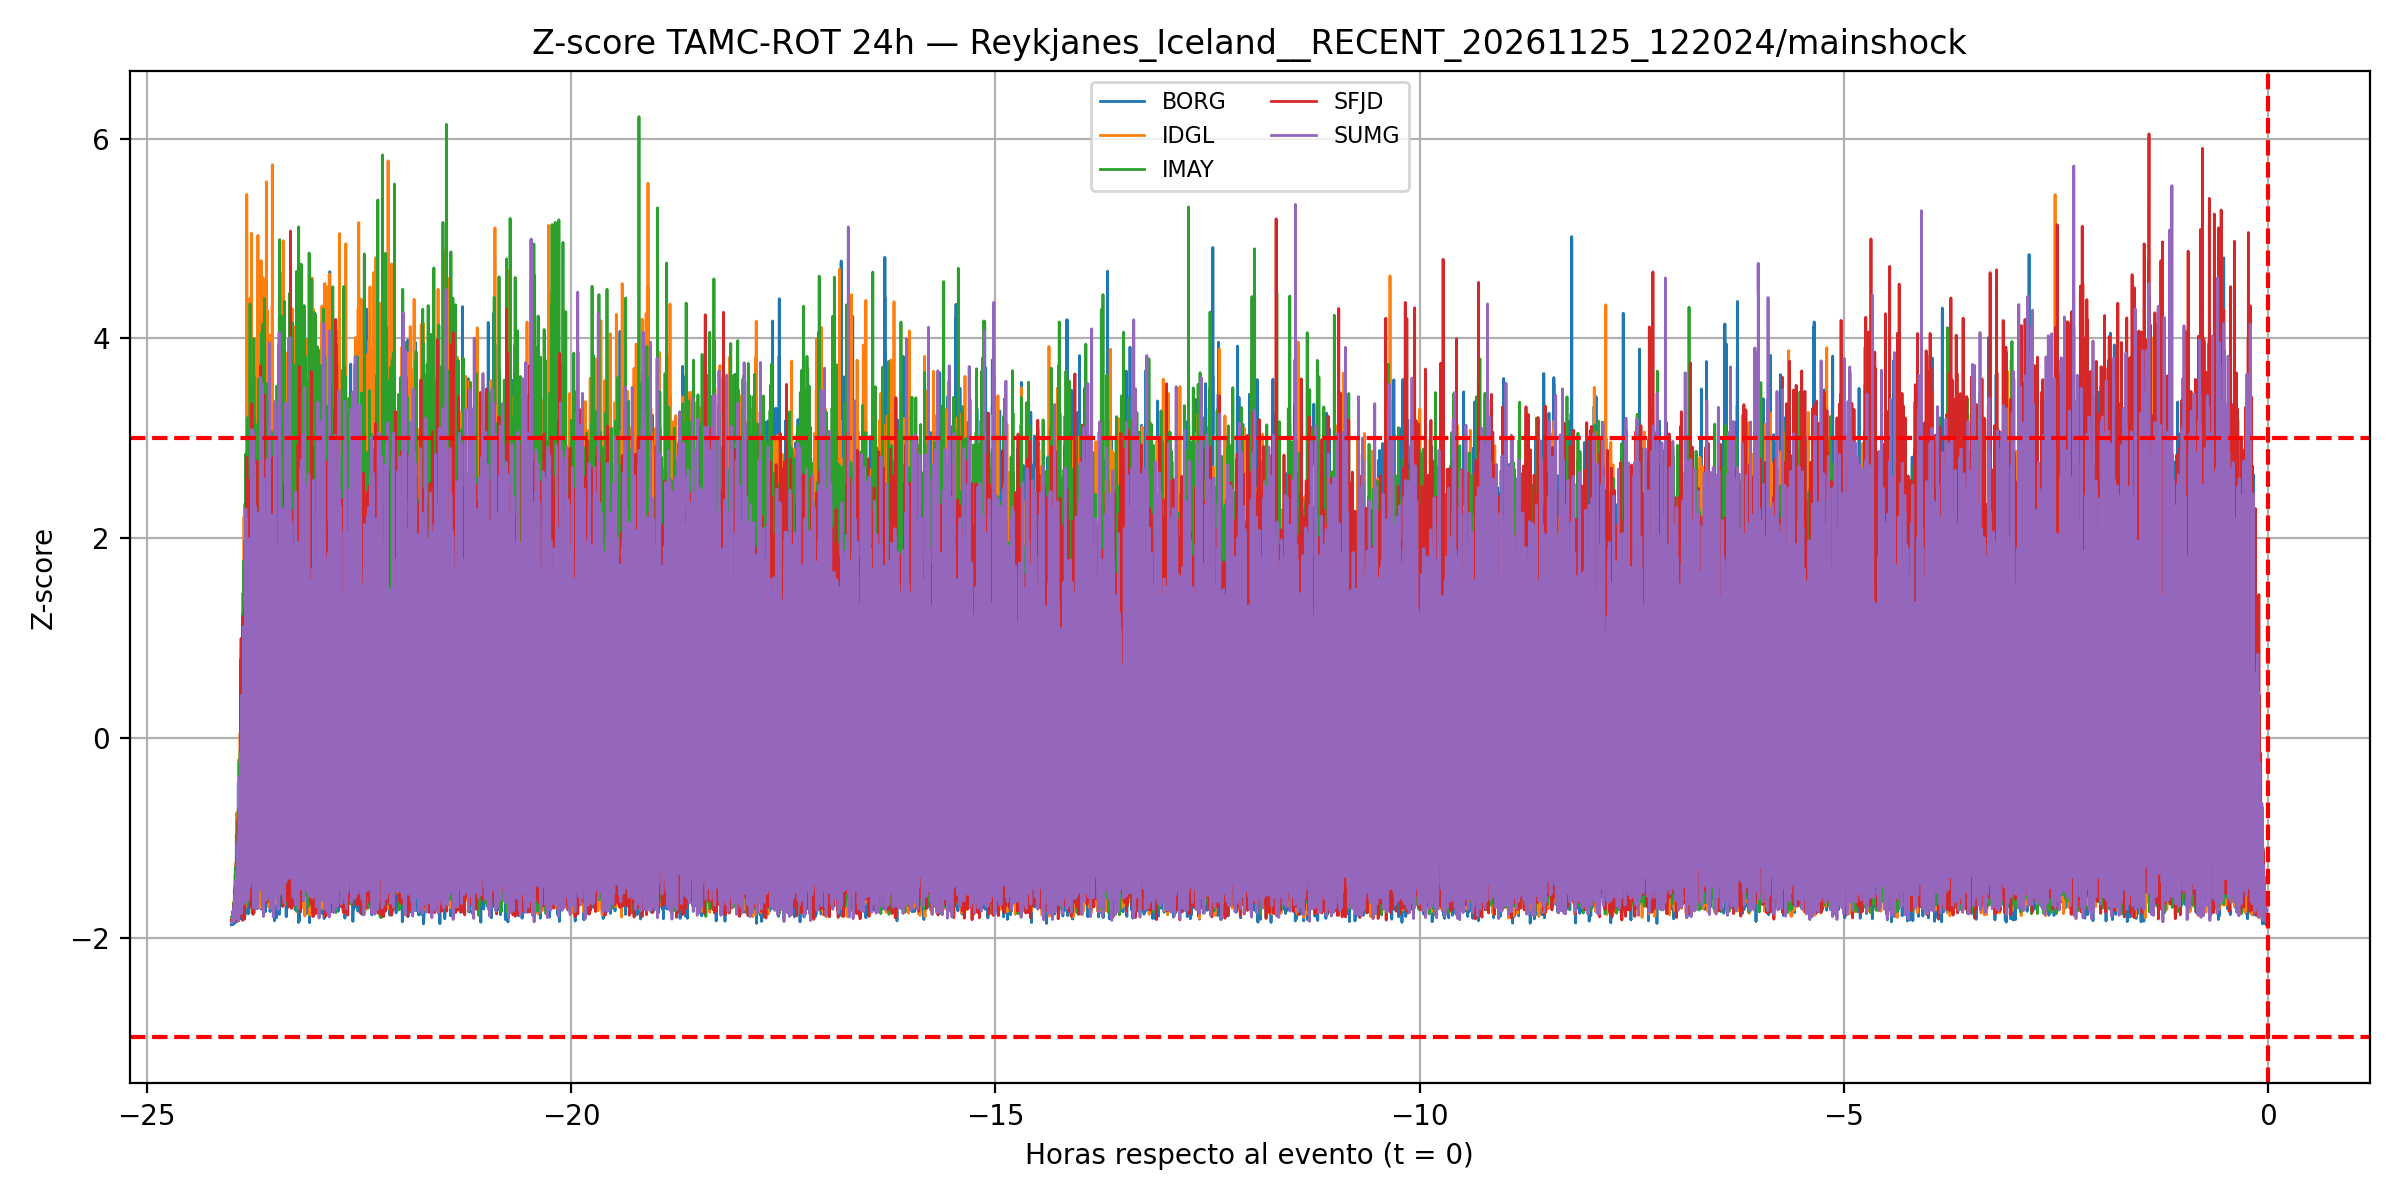 Z-score TAMC-ROT 24h — Reykjanes_Iceland__RECENT_20261125_122024/mainshock
BORG
IDGL
IMAY
SFJD
SUMG
6
4
2
0
−2
Z-score
−25
−20
−15
−10
−5
0
Horas respecto al evento (t = 0)